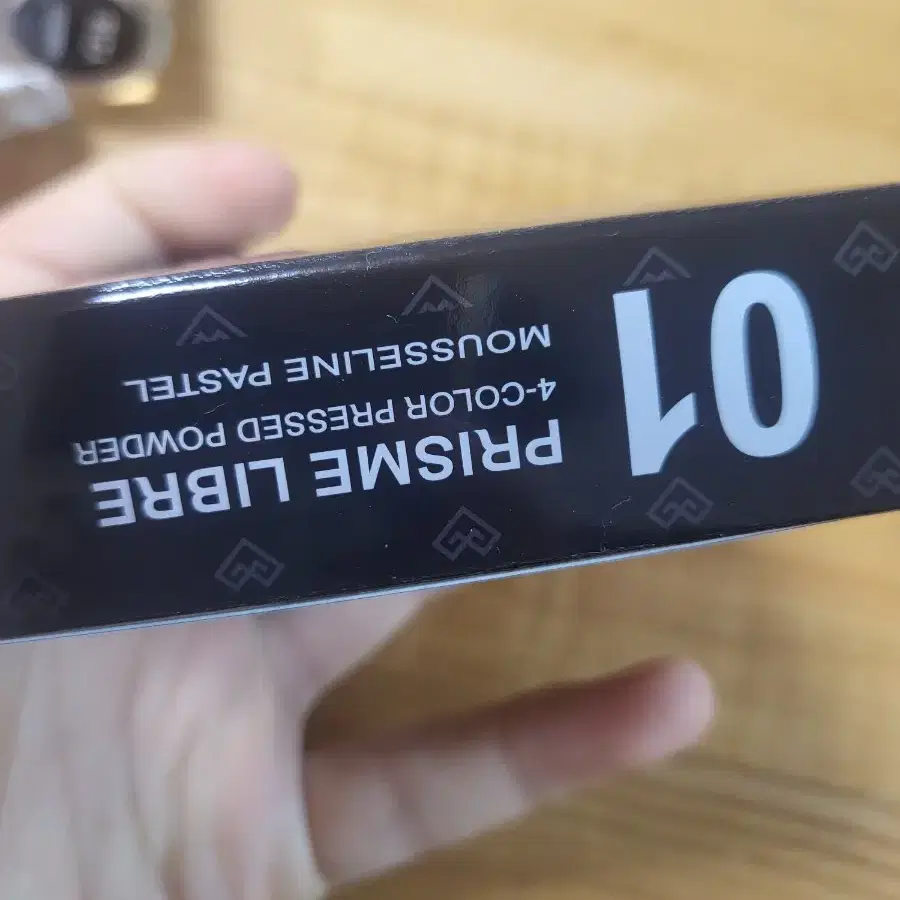 01
PRISME LIBRE
4-COLOR PRESSED POWDER
MOUSSELINE PASTEL